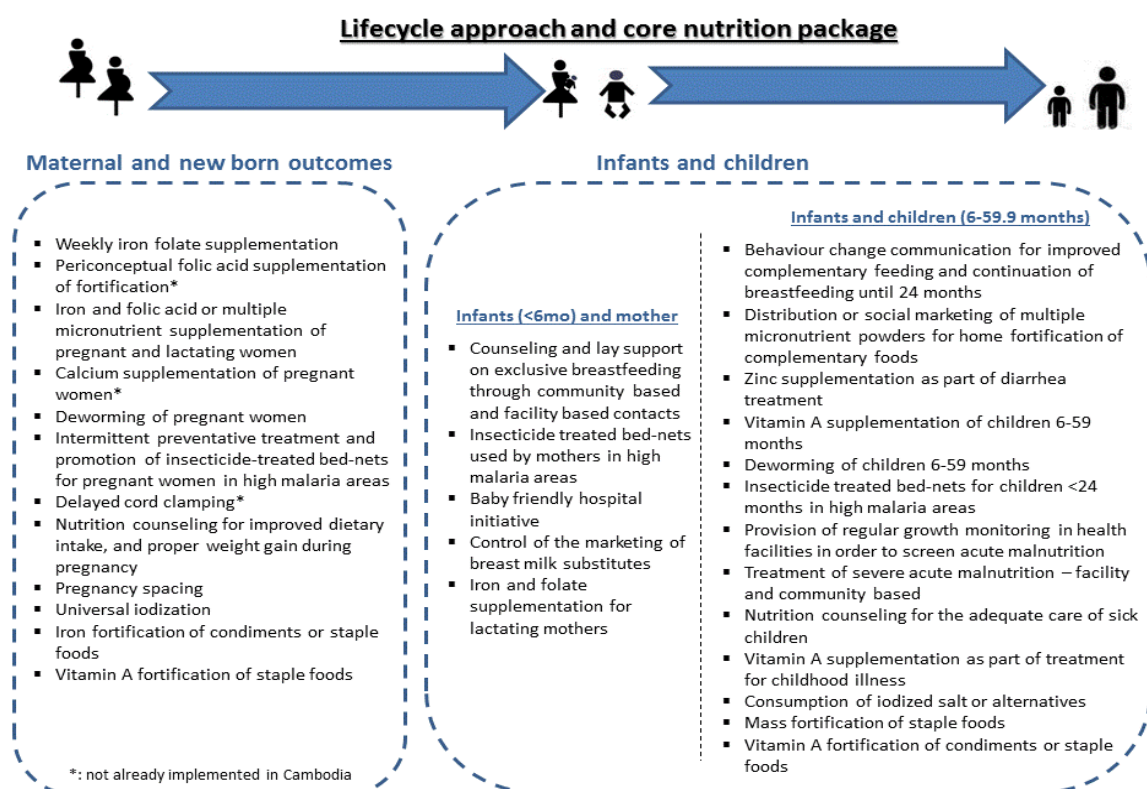 Lifecycle approach and core nutrition package
Maternal and new born outcomes
▪ Weekly iron folate supplementation
▪ Periconceptual folic acid supplementation
of fortification*
▪ Iron and folic acid or multiple
micronutrient supplementation of
pregnant and lactating women
▪ Calcium supplementation of pregnant
women*
▪ Deworming of pregnant women
▪ Intermittent preventative treatment and
promotion of insecticide-treated bed-nets
for pregnant women in high malaria areas
▪ Delayed cord clamping*
▪ Nutrition counseling for improved dietary
intake, and proper weight gain during
pregnancy
▪ Pregnancy spacing
▪ Universal iodization
▪ Iron fortification of condiments or staple
foods
▪ Vitamin A fortification of staple foods
*: not already implemented in Cambodia
Infants and children
Infants (<6mo) and mother
▪ Counseling and lay support
on exclusive breastfeeding
through community based
and facility based contacts
▪ Insecticide treated bed-nets
used by mothers in high
malaria areas
▪ Baby friendly hospital
initiative
▪ Control of the marketing of
breast milk substitutes
▪ Iron and folate
supplementation for
lactating mothers
Infants and children (6-59.9 months)
▪ Behaviour change communication for improved
complementary feeding and continuation of
breastfeeding until 24 months
▪ Distribution or social marketing of multiple
micronutrient powders for home fortification of
complementary foods
▪ Zinc supplementation as part of diarrhea
treatment
▪ Vitamin A supplementation of children 6-59
months
▪ Deworming of children 6-59 months
▪ Insecticide treated bed-nets for children <24
months in high malaria areas
▪ Provision of regular growth monitoring in health
facilities in order to screen acute malnutrition
▪ Treatment of severe acute malnutrition – facility
and community based
▪ Nutrition counseling for the adequate care of sick
children
▪ Vitamin A supplementation as part of treatment
for childhood illness
▪ Consumption of iodized salt or alternatives
▪ Mass fortification of staple foods
▪ Vitamin A fortification of condiments or staple
foods